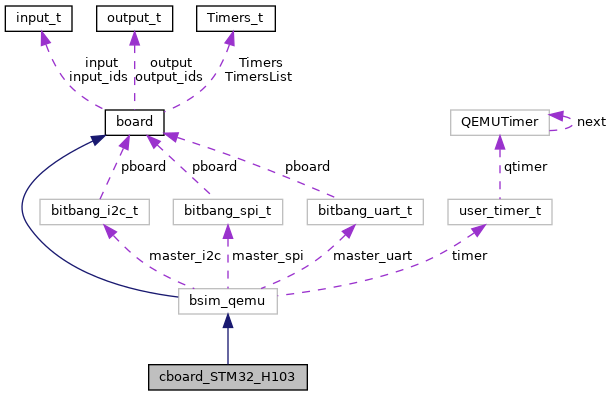 input_t
output_t
Timers_t
input
input_ids
output
output_ids
Timers
TimersList
board
QEMUTimer
next
pboard
pboard
pboard
qtimer
bitbang_i2c_t
bitbang_spi_t
bitbang_uart_t
user_timer_t
master_i2c
master_spi
master_uart
timer
bsim_qemu
cboard_STM32_H103